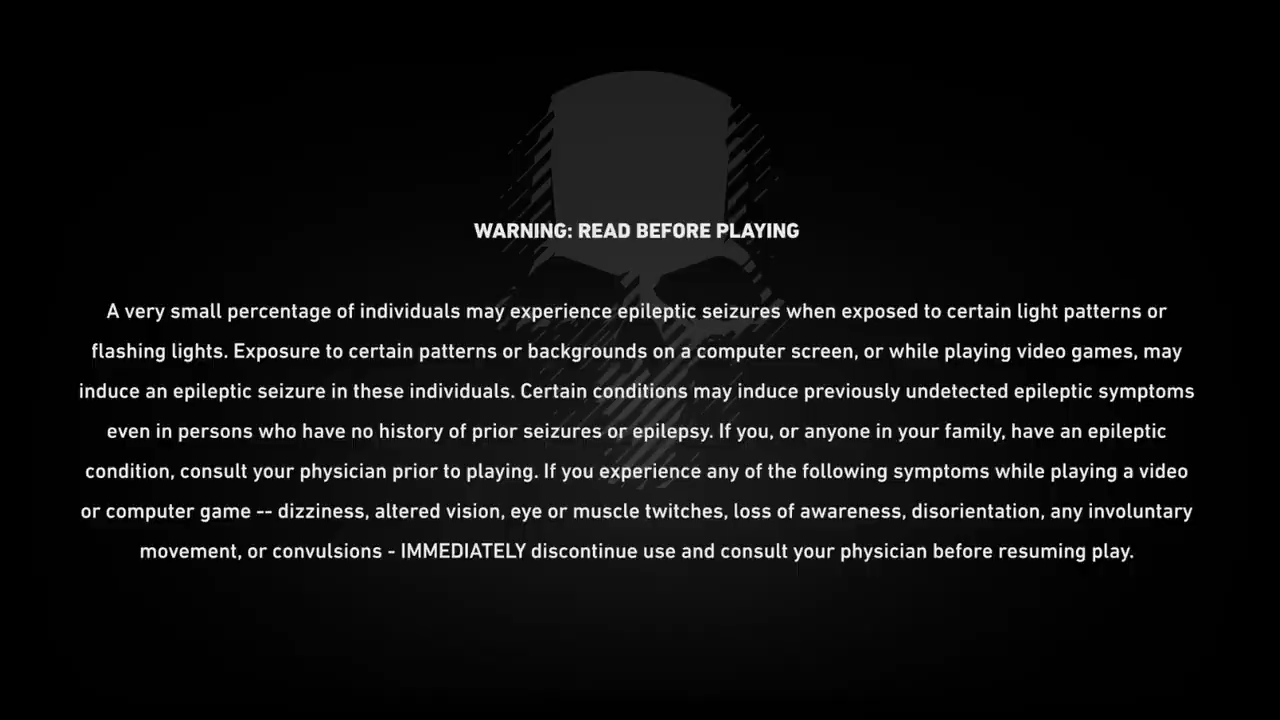 WARNING: READ BEFORE PLAYING
A very small percentage of individuals may experience epileptic seizures when exposed to certain light patterns or
flashing lights. Exposure to certain patterns or backgrounds on a computer screen, or while playing video games, may
induce an epileptic seizure in these individuals. Certain conditions may induce previously undetected epileptic symptoms
even in persons who have no history of prior seizures or epilepsy. If you, or anyone in your family, have an epileptic
condition, consult your physician prior to playing. If you experience any of the following symptoms while playing a video
or computer game -- dizziness, altered vision, eye or muscle twitches, loss of awareness, disorientation, any involuntary
movement, or convulsions - IMMEDIATELY discontinue use and consult your physician before resuming play.